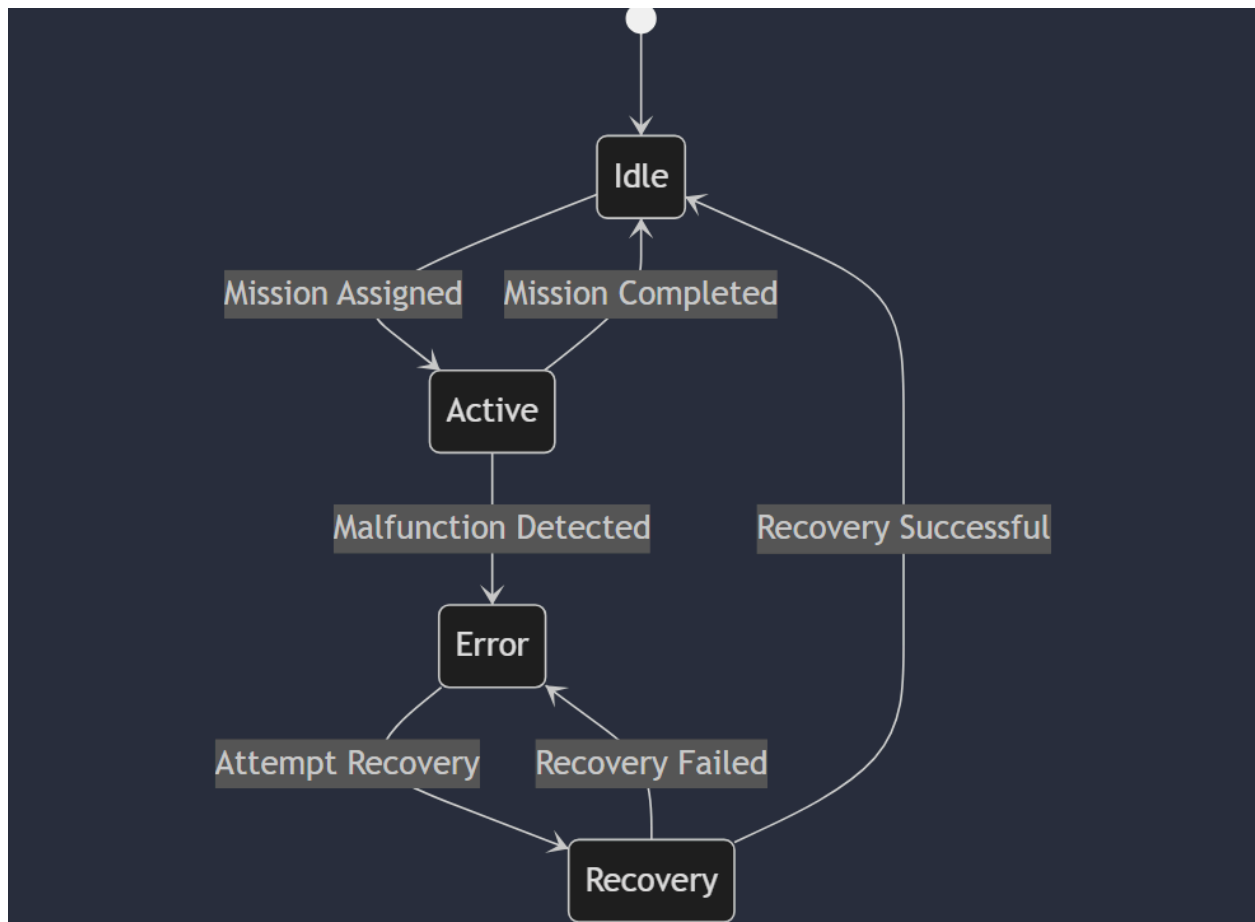 Idle
Mission Assigned
Mission Completed
Active
Malfunction Detected
Recovery Successful
Error
Attempt Recovery
Recovery Failed
Recovery